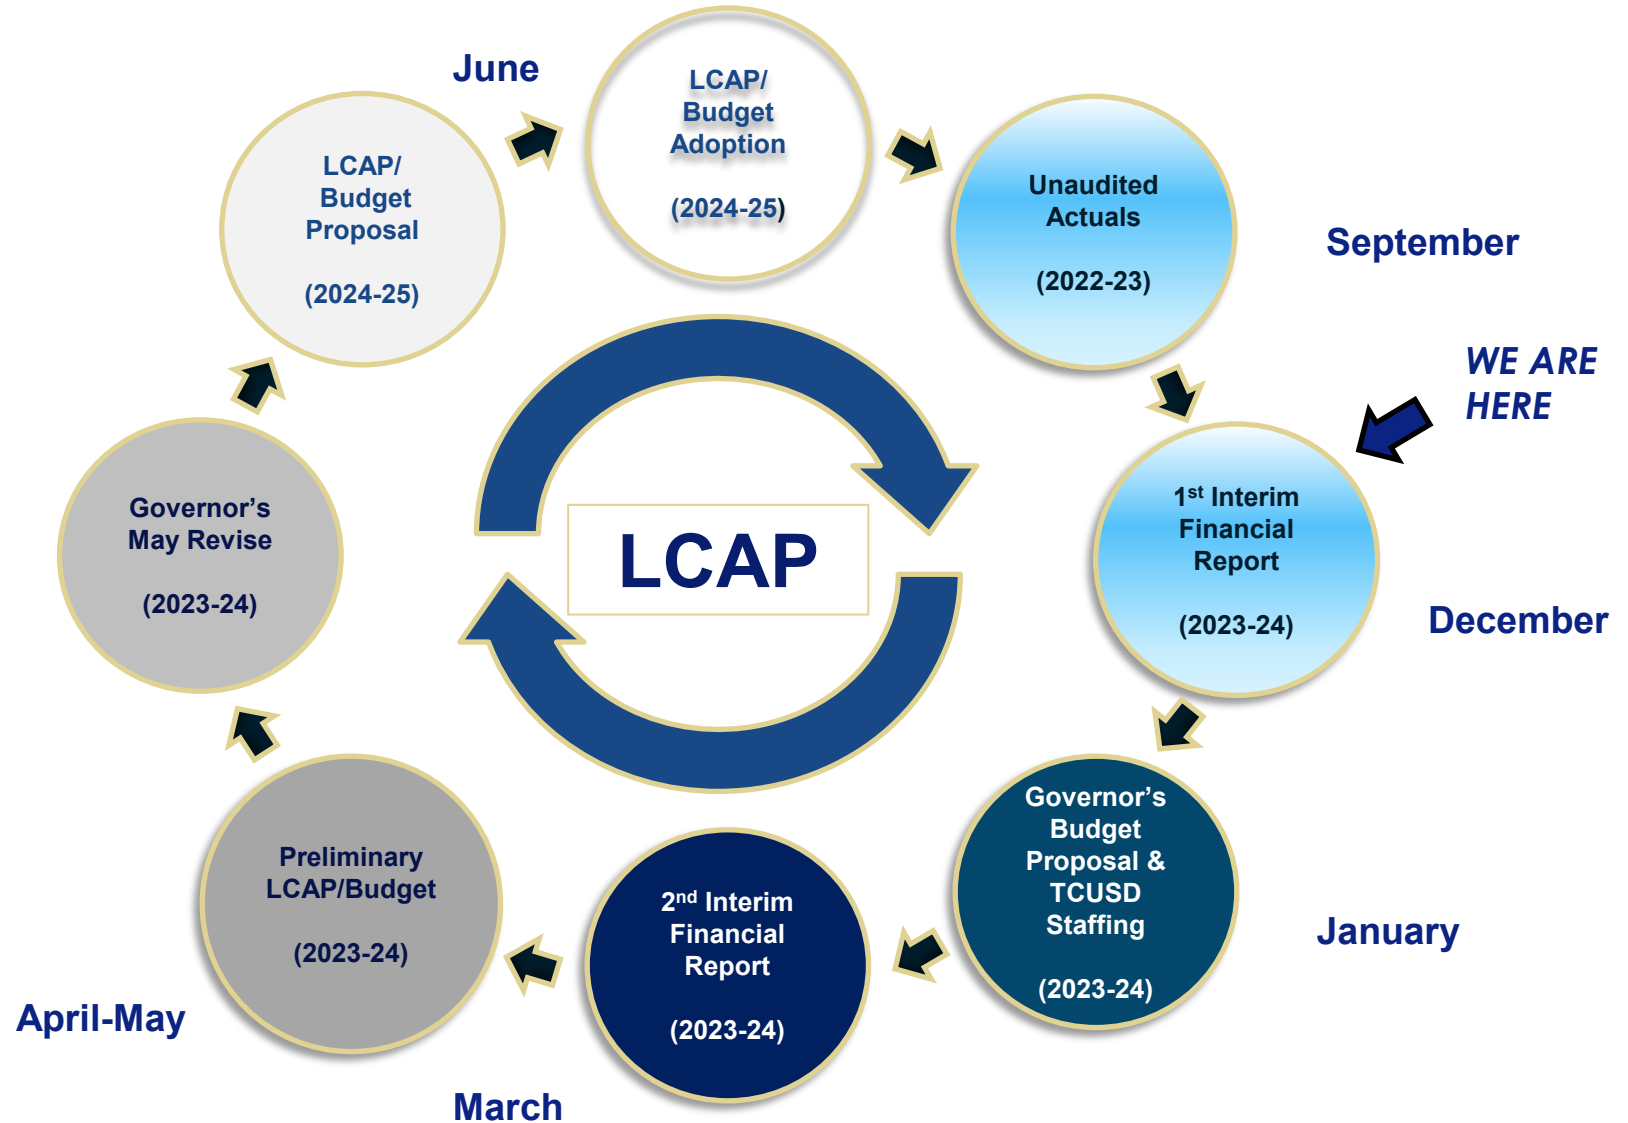 June
LCAP/
Budget
Adoption
(2024-25)
Unaudited
Actuals
(2022-23)
September
WE ARE
HERE
1st Interim
Financial
Report
(2023-24)
December
Governor’s
Budget
Proposal &
TCUSD
Staffing
(2023-24)
January
2nd Interim
Financial
Report
(2023-24)
March
Preliminary
LCAP/Budget
(2023-24)
April-May
Governor’s
May Revise
(2023-24)
LCAP/
Budget
Proposal
(2024-25)
LCAP